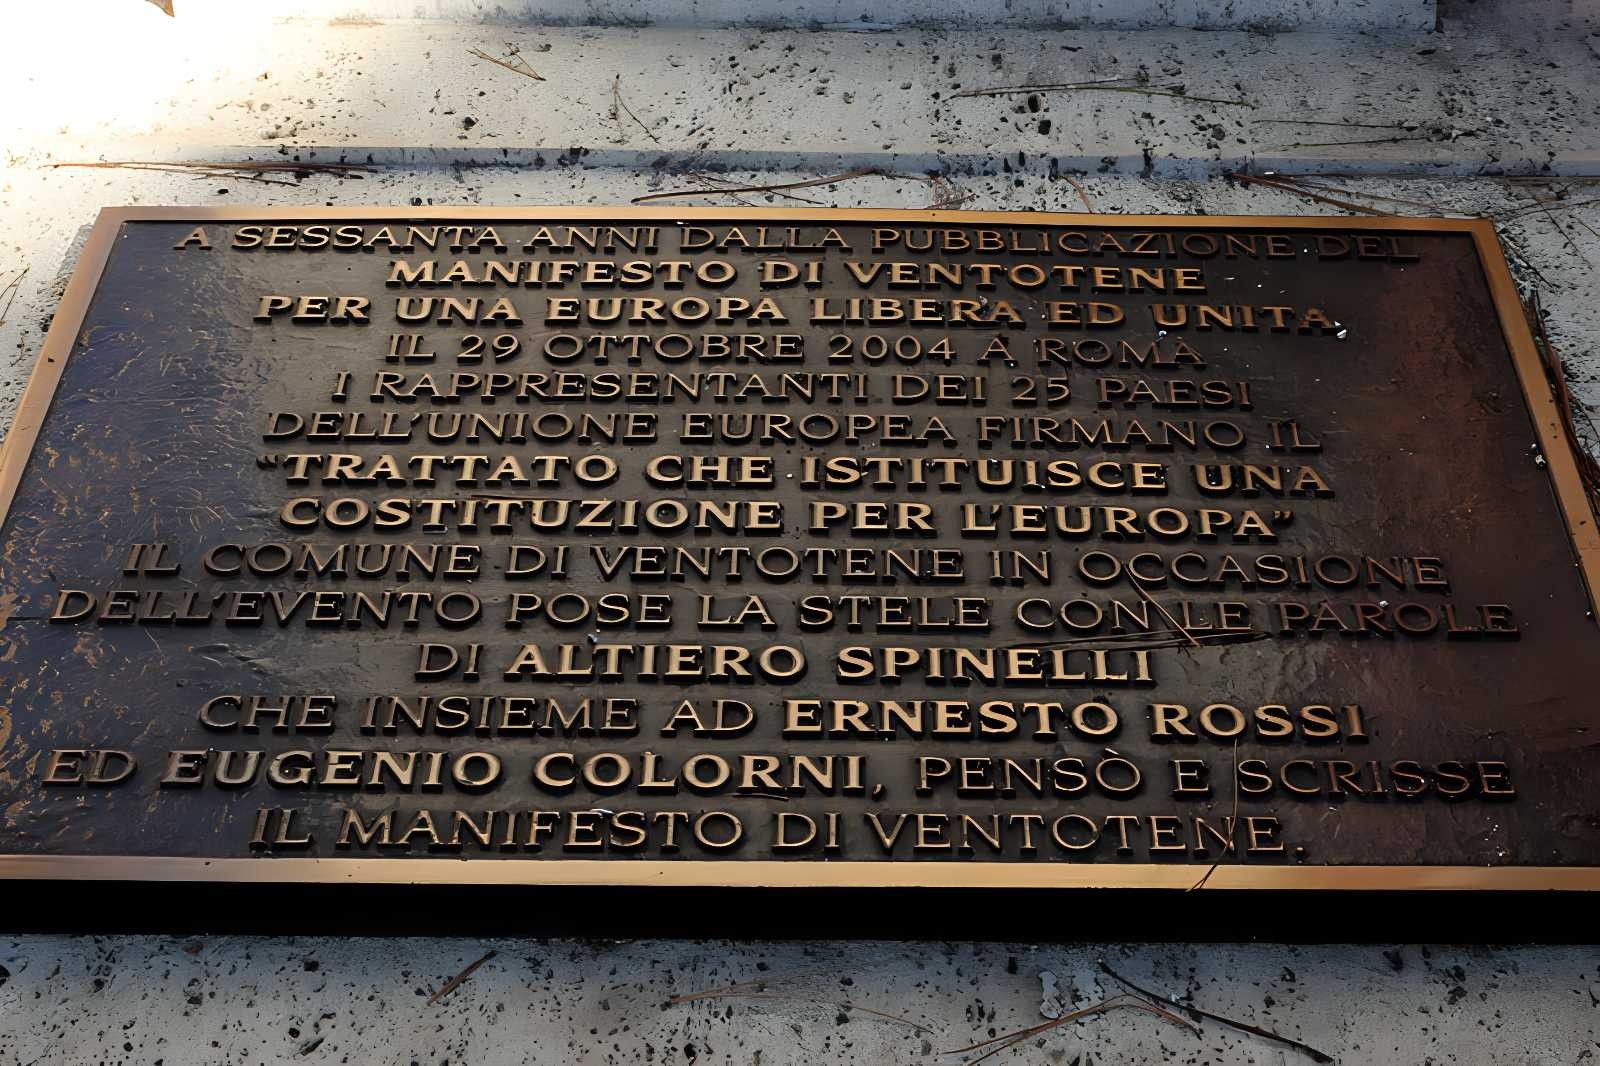 A SESSANTA ANNI DALLA PUBBLICAZIONE DEL
MANIFESTO DI VENTOTENE
PER UNA EUROPA LIBERA ED UNITA,
IL 29 OTTOBRE 2004 A ROMA
I RAPPRESENTANTI DEI 25 PAESI
DELL'UNIONE EUROPEA FIRMANO IL
"TRATTATO CHE ISTITUISCE UNA
COSTITUZIONE PER L'EUROPA"
IL COMUNE DI VENTOTENE IN OCCASIONE
DELL'EVENTO POSE LA STELE CON LE PAROLE
DI ALTIERO SPINELLI
CHE INSIEME AD ERNESTO ROSSI
ED EUGENIO COLORNI, PENSÒ E SCRISSE
IL MANIFESTO DI VENTOTENE.